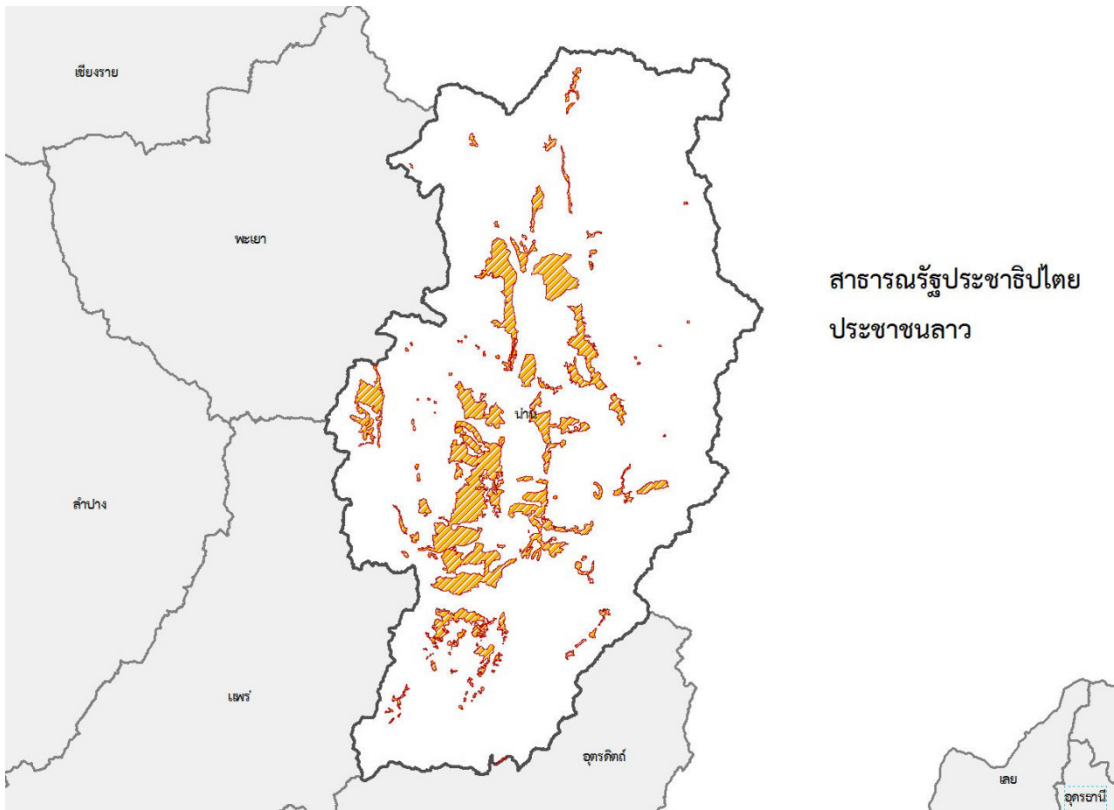 เชียงราย
พะเยา
สาธารณรัฐประชาธิปไตย
ประชาชนลาว
น่าน
ลำปาง
แพร่
อุตรดิตถ์
เลย
อุดรธานี